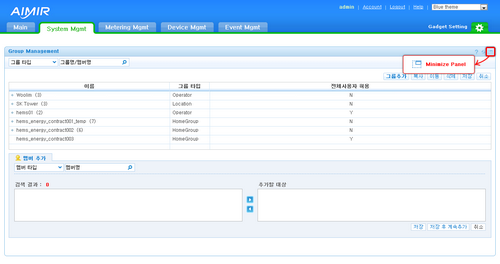 AIMIR
admin | Account | Logout | Help | Blue theme
Main System Mgmt Metering Mgmt Device Mgmt Event Mgmt Gadget Setting
Group Management
Minimize Panel
그룹 타입 그룹명/멤버명
그룹추가 복사 이동 삭제 저장 취소
이름 그룹 타입 전체사용자 허용
Woolim (3) Operator N
SK Tower (3) Location N
hems01 (2) Operator Y
hems_energy_contract001_temp (7) HomeGroup N
hems_energy_contract002 (6) HomeGroup N
hems_energy_contract003 HomeGroup Y
멤버 추가
멤버 타입 멤버명
검색 결과 : 0 추가할 대상
저장 저장 후 계속추가 취소